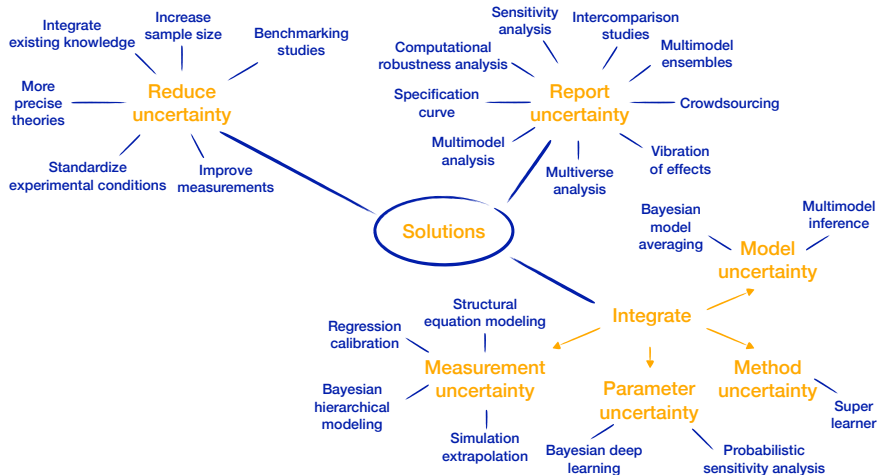 Integrate
existing knowledge
Increase
sample size
Benchmarking
studies
More
precise
theories
Reduce
uncertainty
Standardize
experimental conditions
Improve
measurements
Sensitivity
analysis
Intercomparison
studies
Computational
robustness analysis
Multimodel
ensembles
Specification
curve
Report
uncertainty
Crowdsourcing
Multimodel
analysis
Multiverse
analysis
Vibration
of effects
Solutions
Bayesian
model
averaging
Multimodel
inference
Model
uncertainty
Integrate
Structural
equation modeling
Regression
calibration
Measurement
uncertainty
Bayesian
hierarchical
modeling
Simulation
extrapolation
Parameter
uncertainty
Bayesian deep
learning
Probabilistic
sensitivity analysis
Method
uncertainty
Super
learner